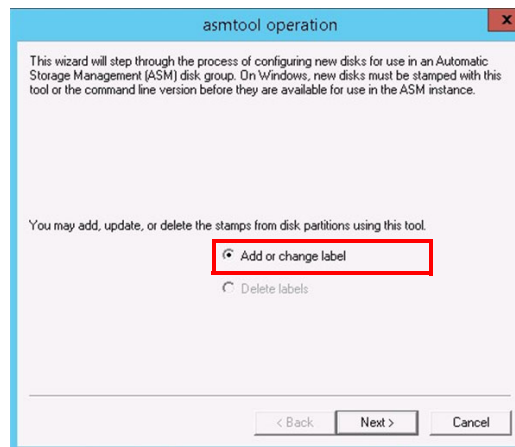 asmtool operation
x
This wizard will step through the process of configuring new disks for use in an Automatic
Storage Management (ASM) disk group. On Windows, new disks must be stamped with this
tool or the command line version before they are available for use in the ASM instance.
You may add, update, or delete the stamps from disk partitions using this tool.
Add or change label
Delete labels
< Back Next > Cancel